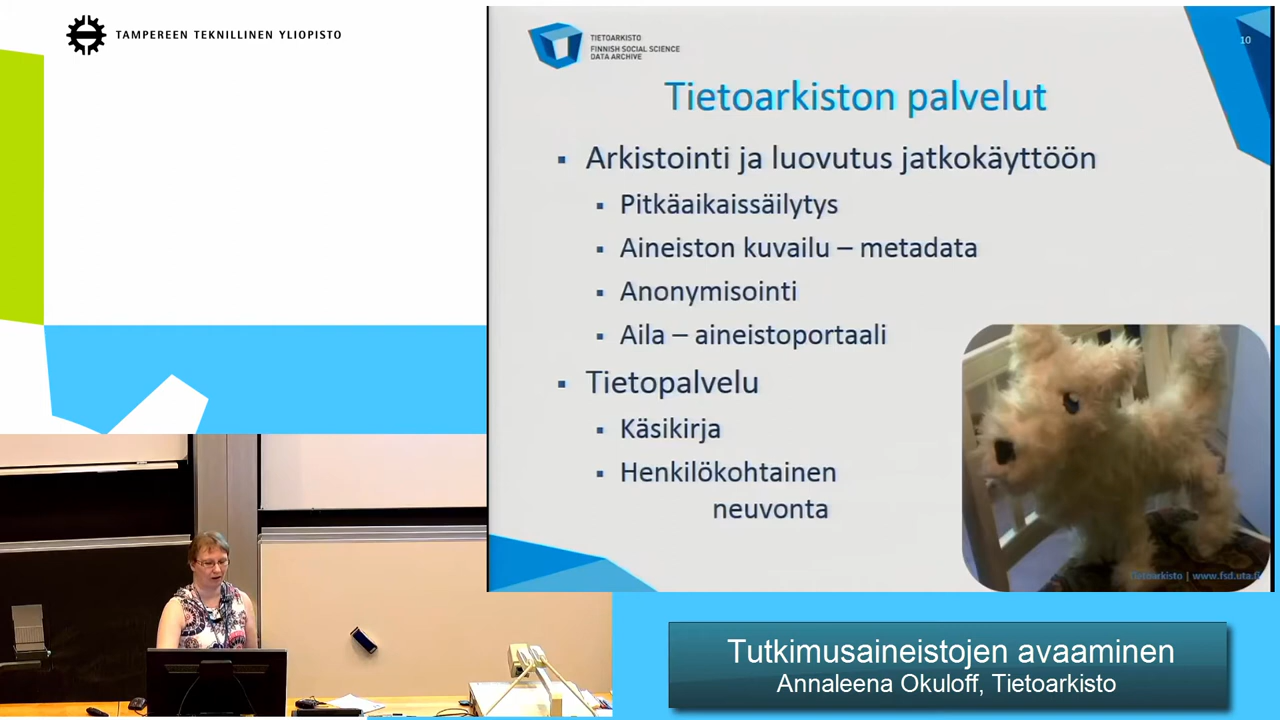 TAMPEREEN TEKNILLINEN YLIOPISTO
TIETOARKISTO
FINNISH SOCIAL SCIENCE
DATA ARCHIVE
10
Tietoarkiston palvelut
▪ Arkistointi ja luovutus jatkokäyttöön
▪ Pitkäaikaissäilytys
▪ Aineiston kuvailu – metadata
▪ Anonymisointi
▪ Aila – aineistoportaali
▪ Tietopalvelu
▪ Käsikirja
▪ Henkilökohtainen
neuvonta
Tietoarkisto | www.fsd.uta.fi
Tutkimusaineistojen avaaminen
Annaleena Okuloff, Tietoarkisto